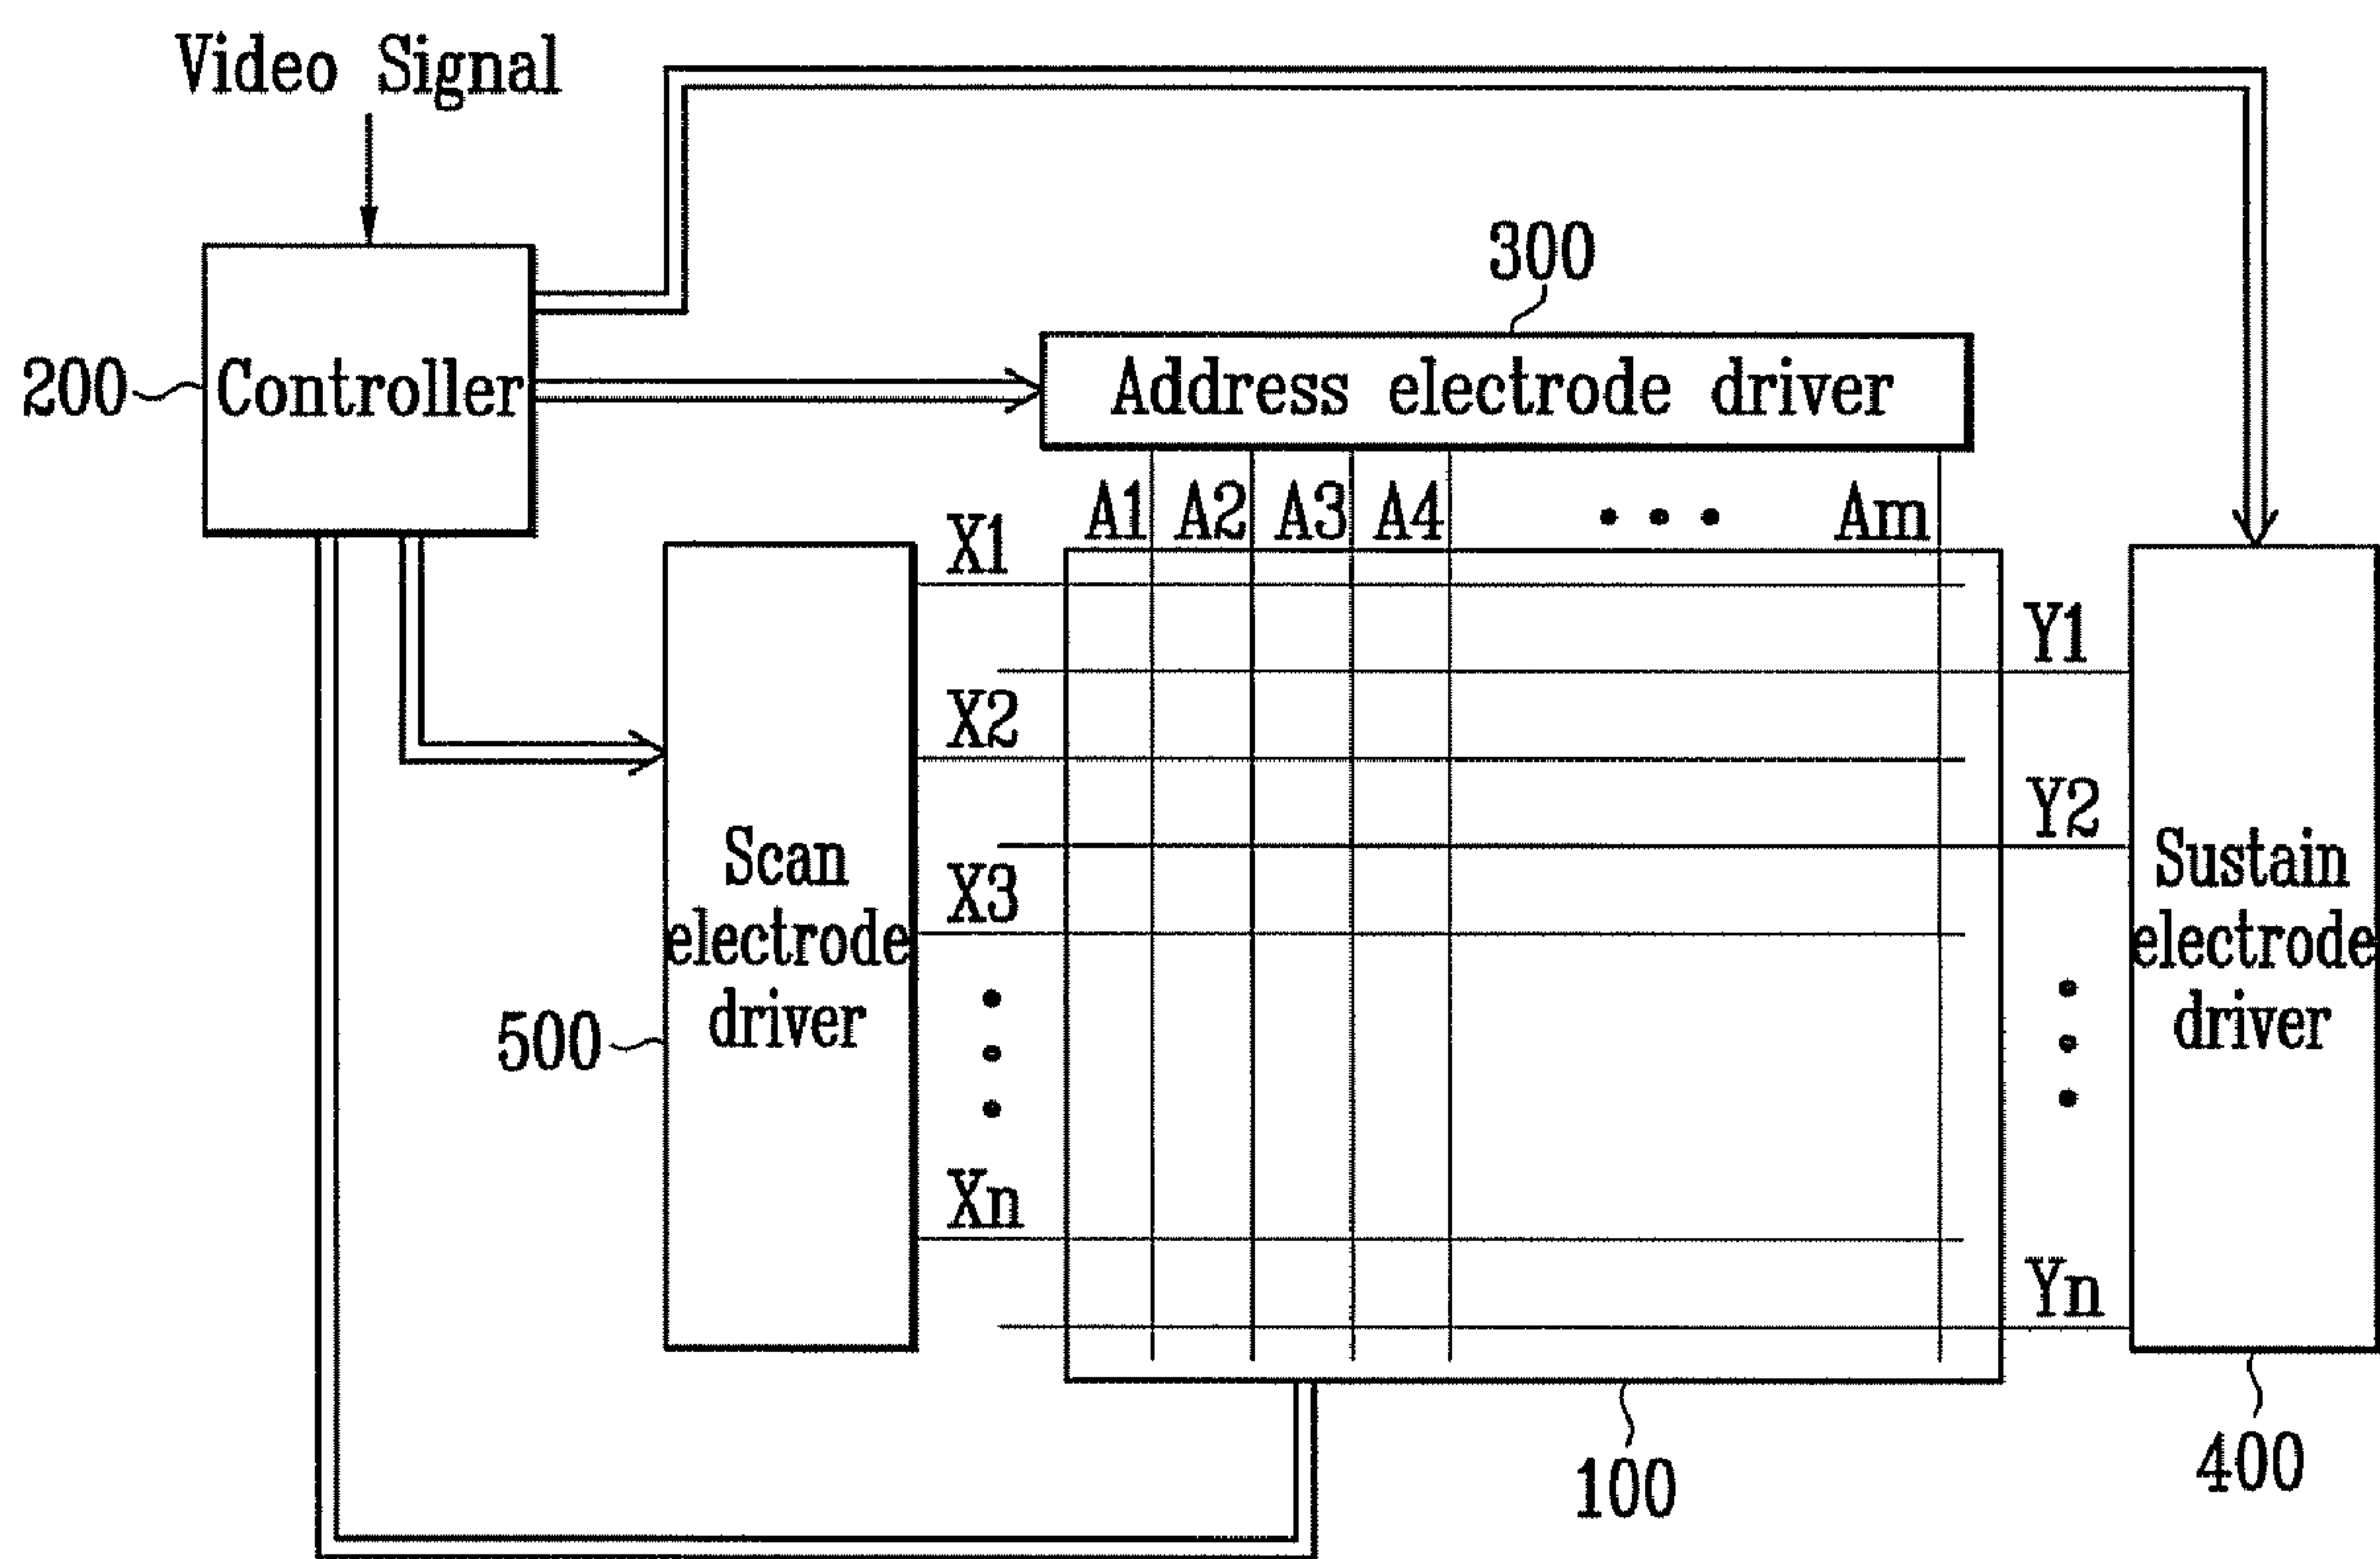 Video Signal
300
200
Controller
Address electrode driver
A1 A2 A3 A4 Am
X1
Y1
X2
Y2
Scan
electrode
driver
X3
Sustain
electrode
driver
500
Xn
Yn
100
400